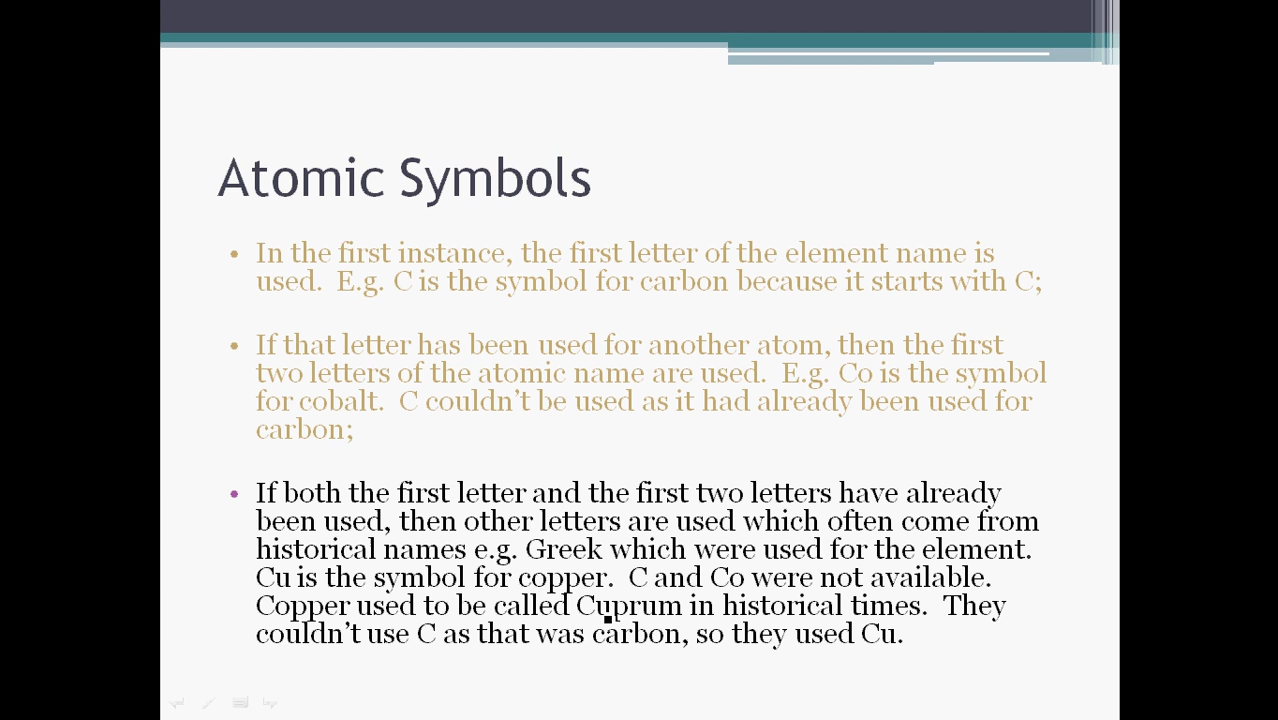 Atomic Symbols
• In the first instance, the first letter of the element name is
used.  E.g. C is the symbol for carbon because it starts with C;
• If that letter has been used for another atom, then the first
two letters of the atomic name are used.  E.g. Co is the symbol
for cobalt.  C couldn’t be used as it had already been used for
carbon;
• If both the first letter and the first two letters have already
been used, then other letters are used which often come from
historical names e.g. Greek which were used for the element.
Cu is the symbol for copper.  C and Co were not available.
Copper used to be called Cuprum in historical times.  They
couldn’t use C as that was carbon, so they used Cu.